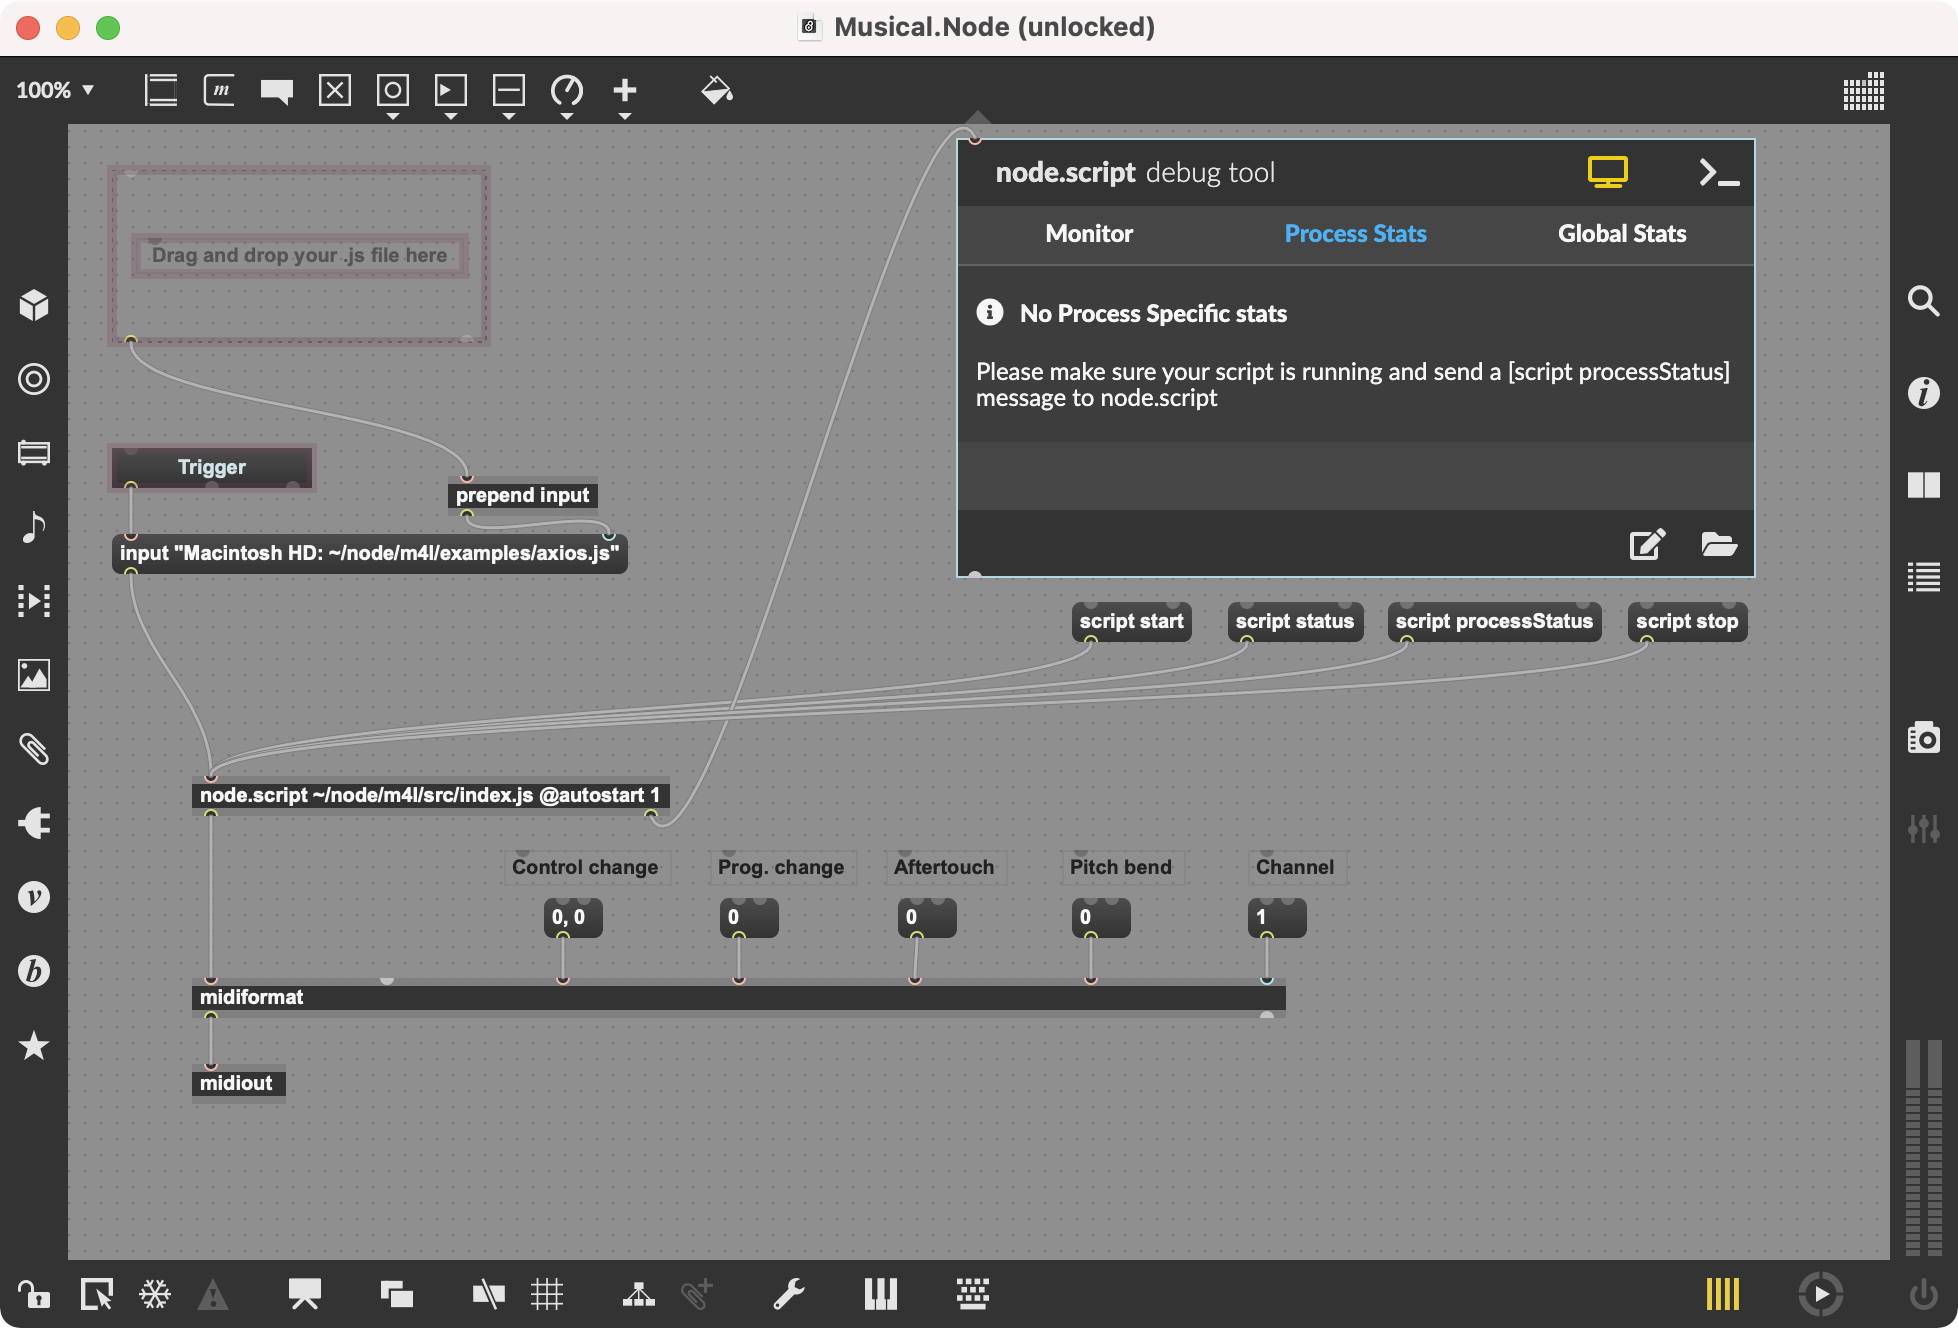 Musical.Node (unlocked)
100%
m
node.script debug tool
Monitor
Process Stats
Global Stats
No Process Specific stats
Please make sure your script is running and send a [script processStatus]
message to node.script
Drag and drop your .js file here
Trigger
prepend input
input "Macintosh HD: ~/node/m4l/examples/axios.js"
script start
script status
script processStatus
script stop
node.script ~/node/m4l/src/index.js @autostart 1
Control change
Prog. change
Aftertouch
Pitch bend
Channel
0, 0
0
0
0
1
midiformat
midiout
v
b
i